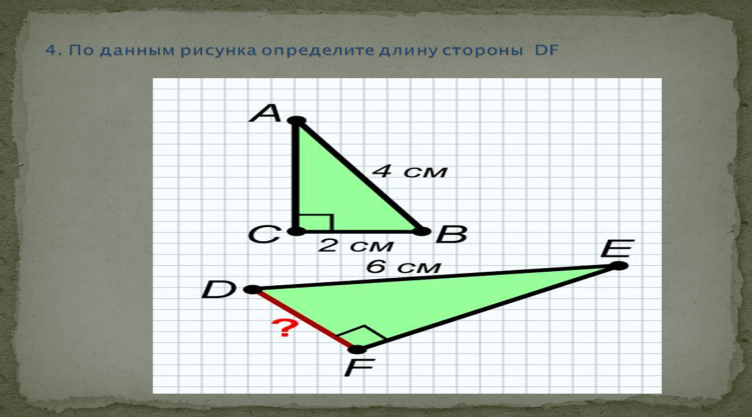 4. По данным рисунка определите длину стороны DF
A
4 см
C
B
2 см
E
6 см
D
?
F